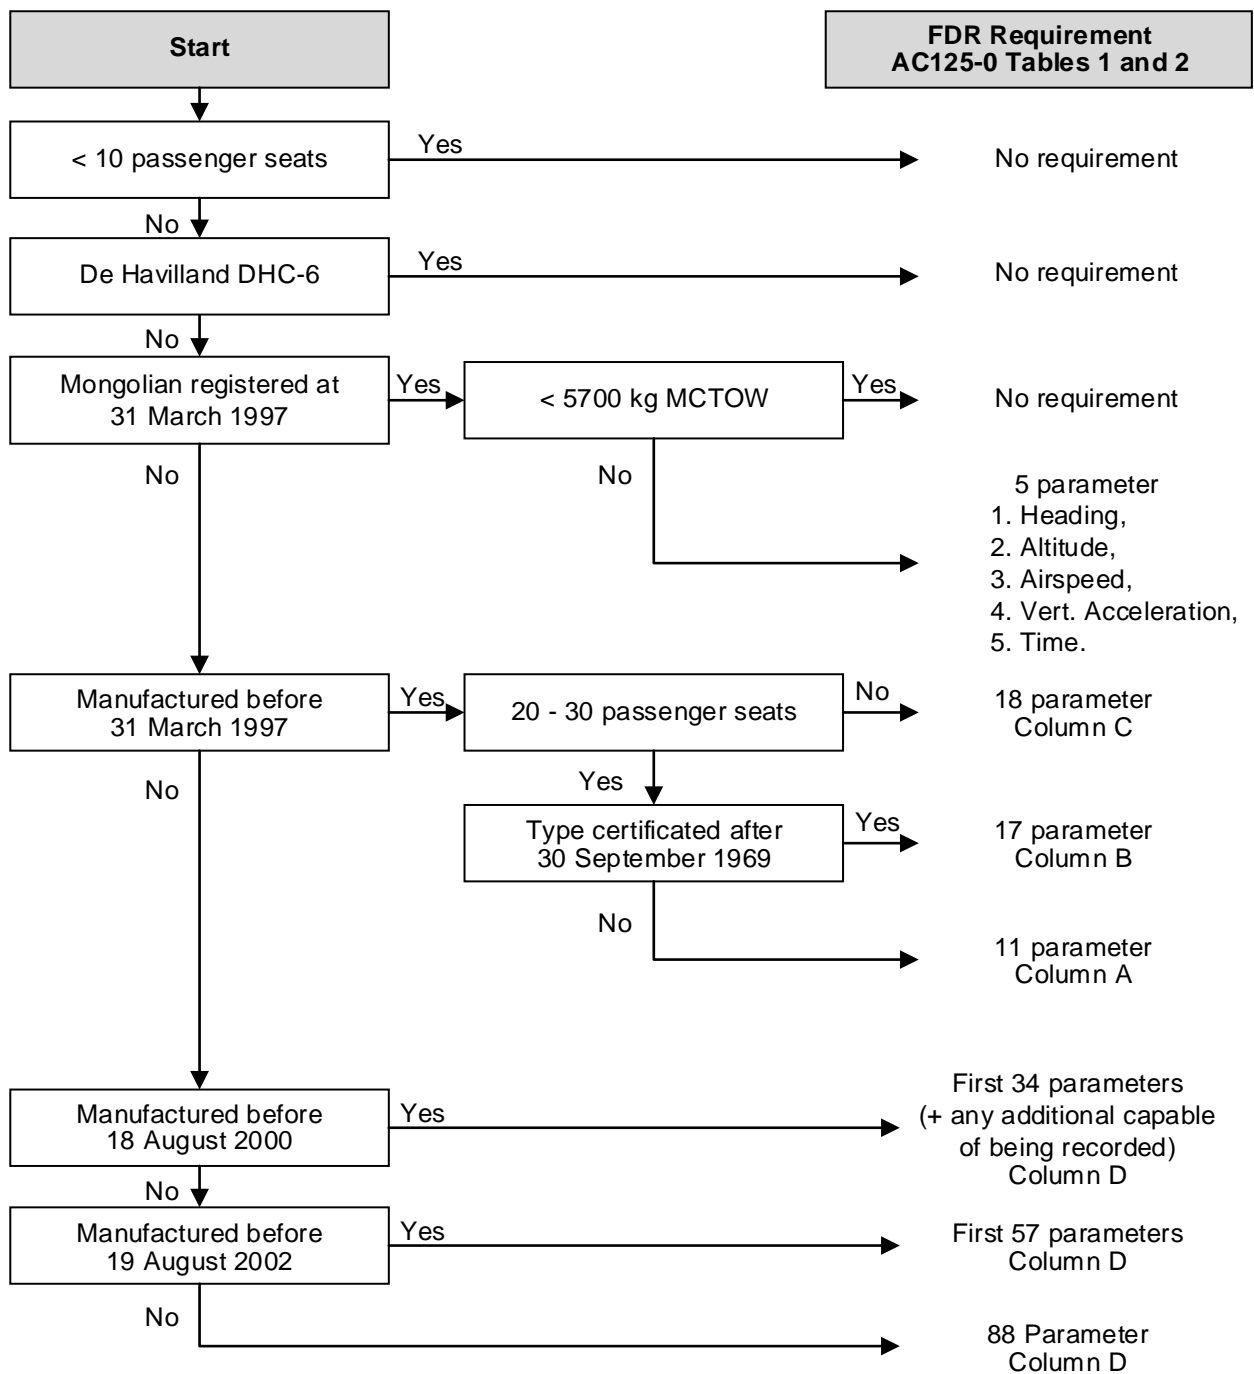 Start
FDR Requirement
AC125-0 Tables 1 and 2
< 10 passenger seats
Yes
No requirement
No
De Havilland DHC-6
Yes
No requirement
No
Mongolian registered at
31 March 1997
Yes
< 5700 kg MCTOW
Yes
No requirement
No
No
5 parameter
1. Heading,
2. Altitude,
3. Airspeed,
4. Vert. Acceleration,
5. Time.
Manufactured before
31 March 1997
Yes
20 - 30 passenger seats
No
18 parameter
Column C
No
Yes
Type certificated after
30 September 1969
Yes
17 parameter
Column B
No
11 parameter
Column A
Manufactured before
18 August 2000
Yes
First 34 parameters
(+ any additional capable
of being recorded)
Column D
No
Manufactured before
19 August 2002
Yes
First 57 parameters
Column D
No
88 Parameter
Column D